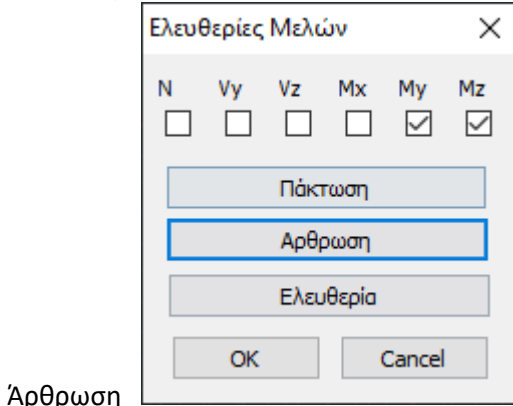 Ελευθερίες Μελών
N Vy Vz Mx My Mz
Πάκτωση
Αρθρωση
Ελευθερία
OK Cancel
Άρθρωση